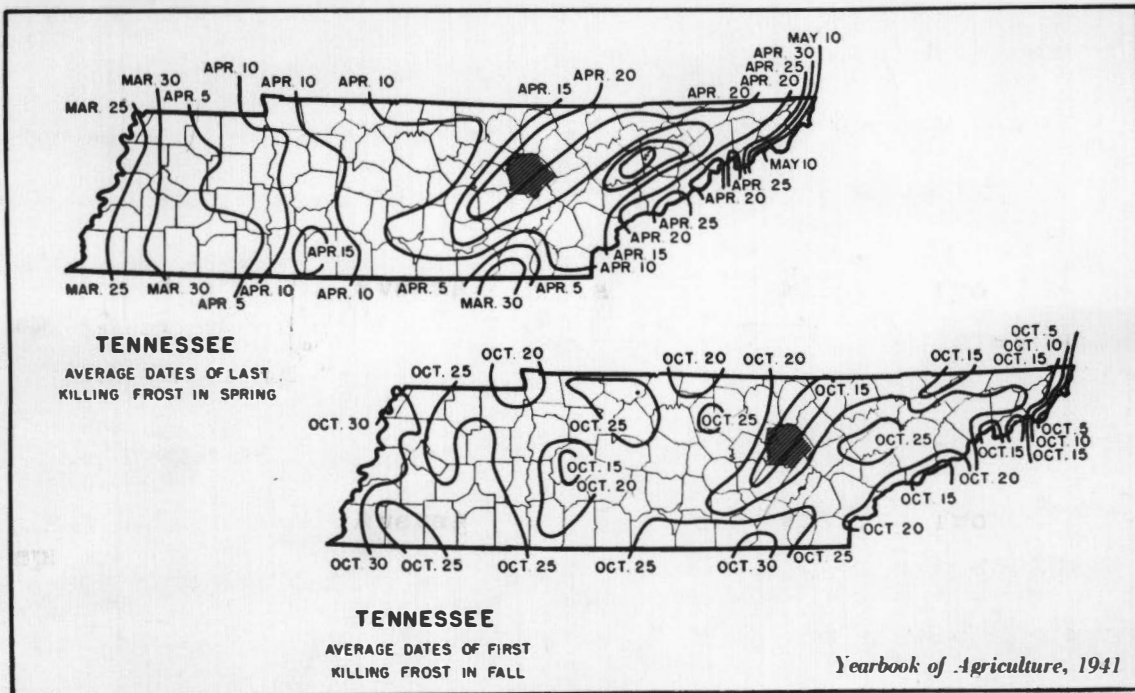 MAY 10
APR. 30
APR. 25
APR. 20
APR. 20
APR. 20
APR. 15
APR. 10
APR. 10
APR. 10
MAR. 30
APR. 5
MAR. 25
MAY 10
APR. 25
APR. 20
APR. 25
APR. 20
APR. 15
APR. 10
APR. 15
MAR. 25
MAR. 30
APR. 5
APR. 10
APR. 10
APR. 5
MAR. 30
APR. 5
TENNESSEE
AVERAGE DATES OF LAST
KILLING FROST IN SPRING
OCT. 5
OCT. 10
OCT. 15
OCT. 15
OCT. 20
OCT. 20
OCT. 20
OCT. 15
OCT. 25
OCT. 30
OCT. 25
OCT. 25
OCT. 25
OCT. 15
OCT. 20
OCT. 5
OCT. 10
OCT. 15
OCT. 15
OCT. 20
OCT. 15
OCT. 20
OCT. 25
OCT. 30
OCT. 25
OCT. 25
OCT. 25
OCT. 30
TENNESSEE
AVERAGE DATES OF FIRST
KILLING FROST IN FALL
Yearbook of Agriculture, 1941